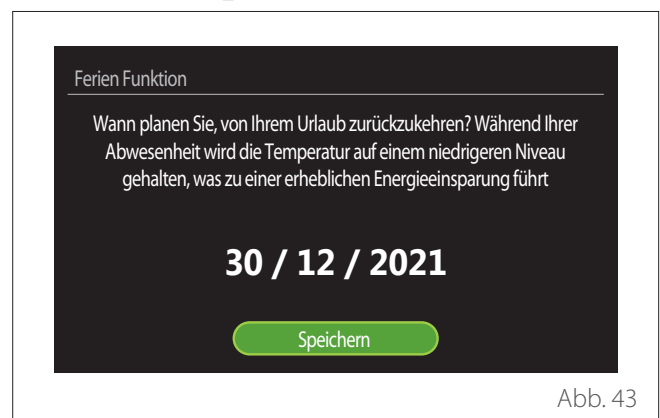 Ferien Funktion
Wann planen Sie, von Ihrem Urlaub zurückzukehren? Während Ihrer
Abwesenheit wird die Temperatur auf einem niedrigeren Niveau
gehalten, was zu einer erheblichen Energieeinsparung führt
30 / 12 / 2021
Speichern
Abb. 43